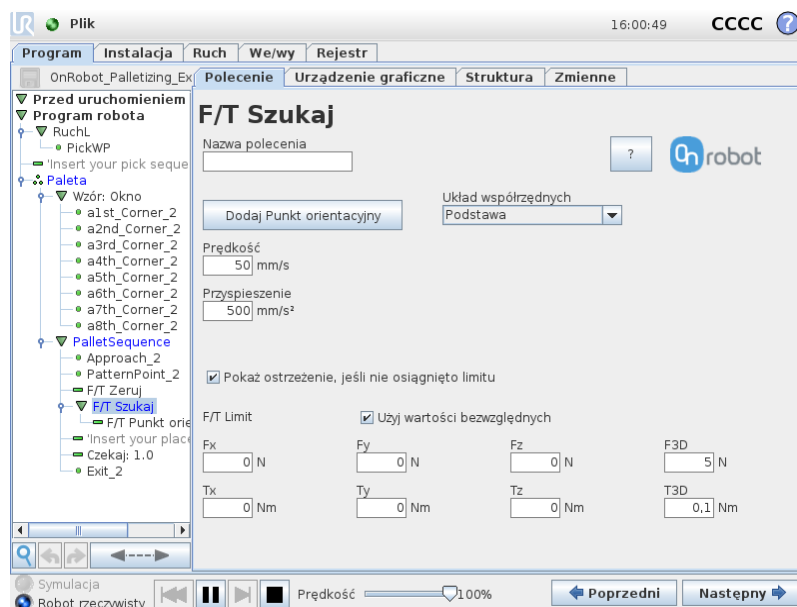 Plik 16:00:49 CCCC ?
Program Instalacja Ruch We/wy Rejestr
OnRobot_Palletizing_Ex Polecenie Urządzenie graficzne Struktura Zmienne
Przed uruchomieniem
Program robota
RuchL
PickWP
'Insert your pick seque
Paleta
Wzór: Okno
a1st_Corner_2
a2nd_Corner_2
a3rd_Corner_2
a4th_Corner_2
a5th_Corner_2
a6th_Corner_2
a7th_Corner_2
a8th_Corner_2
PalletSequence
Approach_2
PatternPoint_2
F/T Zeruj
F/T Szukaj
F/T Punkt orie
'Insert your place
Czekaj: 1.0
Exit_2
F/T Szukaj
Nazwa polecenia
? On robot
Dodaj Punkt orientacyjny
Układ współrzędnych
Podstawa
Prędkość
50 mm/s
Przyspieszenie
500 mm/s²
Pokaż ostrzeżenie, jeśli nie osiągnięto limitu
F/T Limit Użyj wartości bezwzględnych
Fx Fy Fz F3D
0 N 0 N 0 N 5 N
Tx Ty Tz T3D
0 Nm 0 Nm 0 Nm 0,1 Nm
Symulacja
Robot rzeczywisty
Prędkość 100% Poprzedni Następny